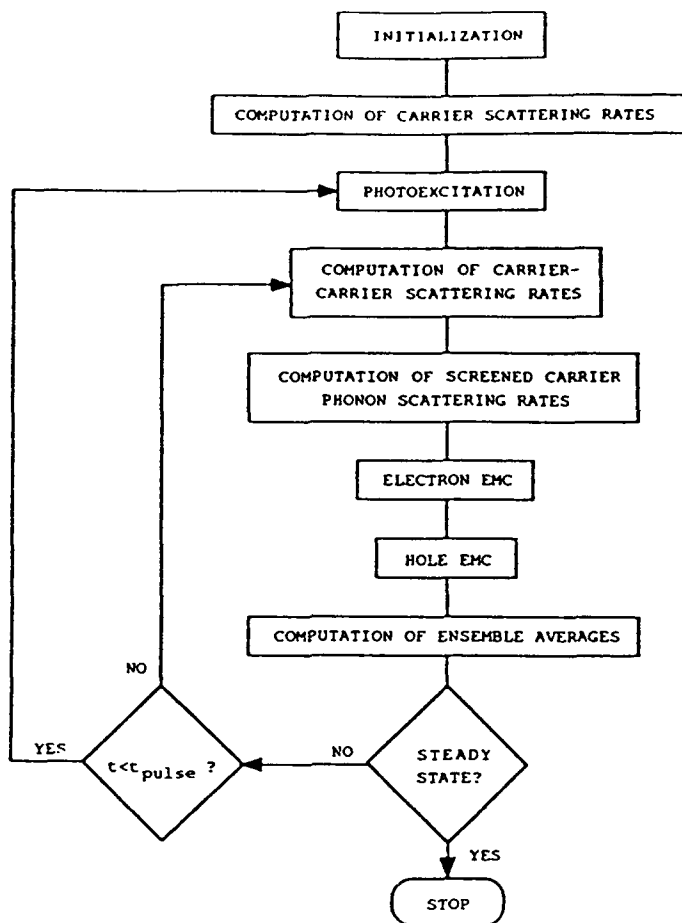 INITIALIZATION
COMPUTATION OF CARRIER SCATTERING RATES
PHOTOEXCITATION
COMPUTATION OF CARRIER-
CARRIER SCATTERING RATES
COMPUTATION OF SCREENED CARRIER
PHONON SCATTERING RATES
ELECTRON EMC
HOLE EMC
COMPUTATION OF ENSEMBLE AVERAGES
NO
YES
t<tpulse ?
NO
STEADY
STATE?
YES
STOP